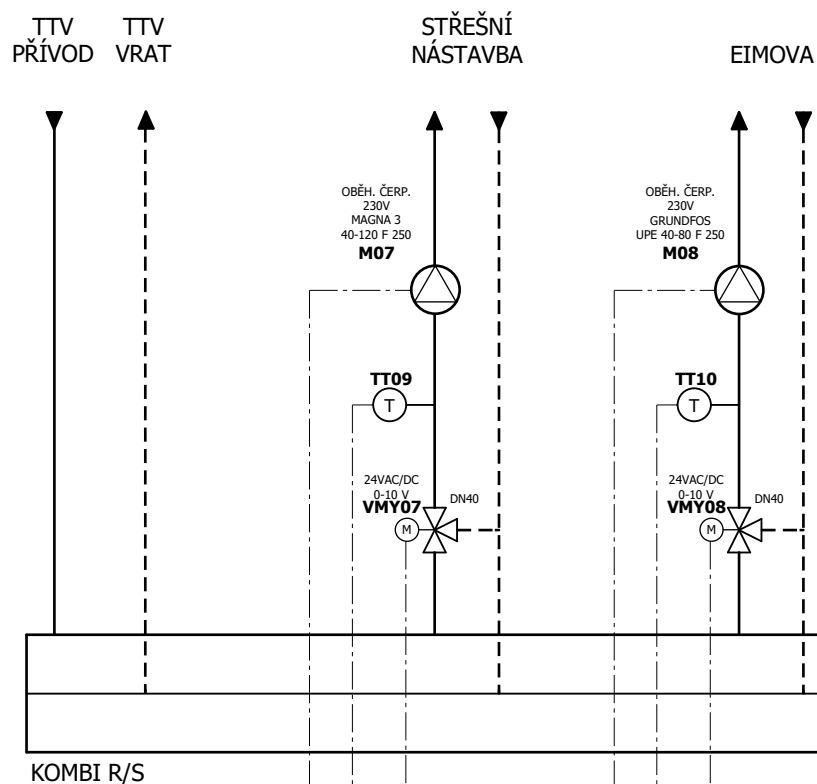 TTV
PŘÍVOD
TTV
VRAT
STŘEŠNÍ
NÁSTAVBA
EIMOVA
OBĚH. ČERP.
230V
MAGNA 3
40-120 F 250
M07
OBĚH. ČERP.
230V
GRUNDFOS
UPE 40-80 F 250
M08
TT09
T
TT10
T
24VAC/DC
0-10 V
VMY07
DN40
M
24VAC/DC
0-10 V
VMY08
DN40
M
KOMBI R/S